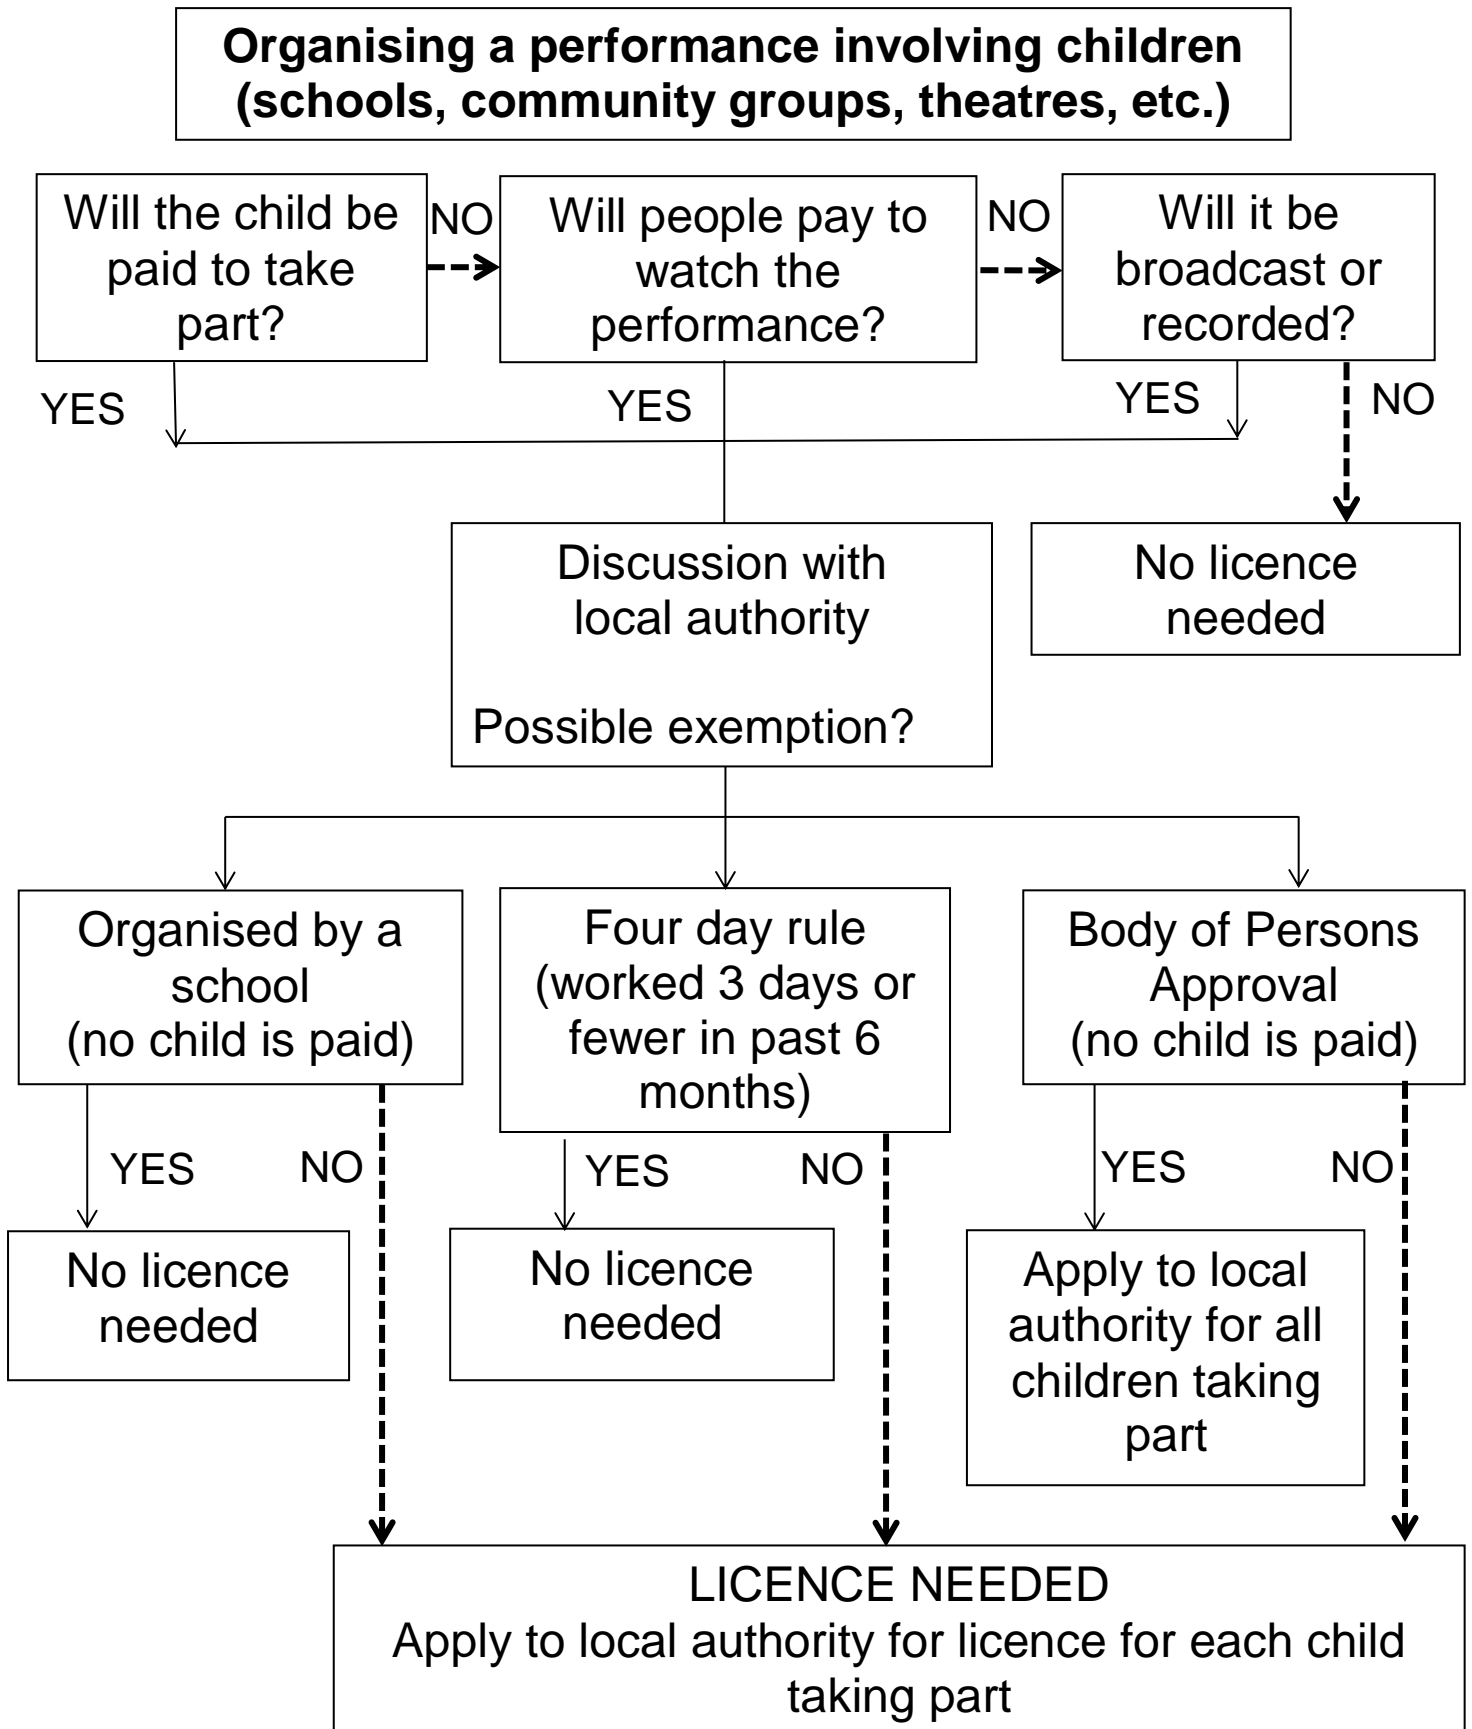 Organising a performance involving children
(schools, community groups, theatres, etc.)
Will the child be
paid to take
part?
NO
Will people pay to
watch the
performance?
NO
Will it be
broadcast or
recorded?
YES
YES
YES
NO
Discussion with
local authority
Possible exemption?
No licence
needed
Organised by a
school
(no child is paid)
Four day rule
(worked 3 days or
fewer in past 6
months)
Body of Persons
Approval
(no child is paid)
YES
NO
YES
NO
YES
NO
No licence
needed
No licence
needed
Apply to local
authority for all
children taking
part
LICENCE NEEDED
Apply to local authority for licence for each child
taking part